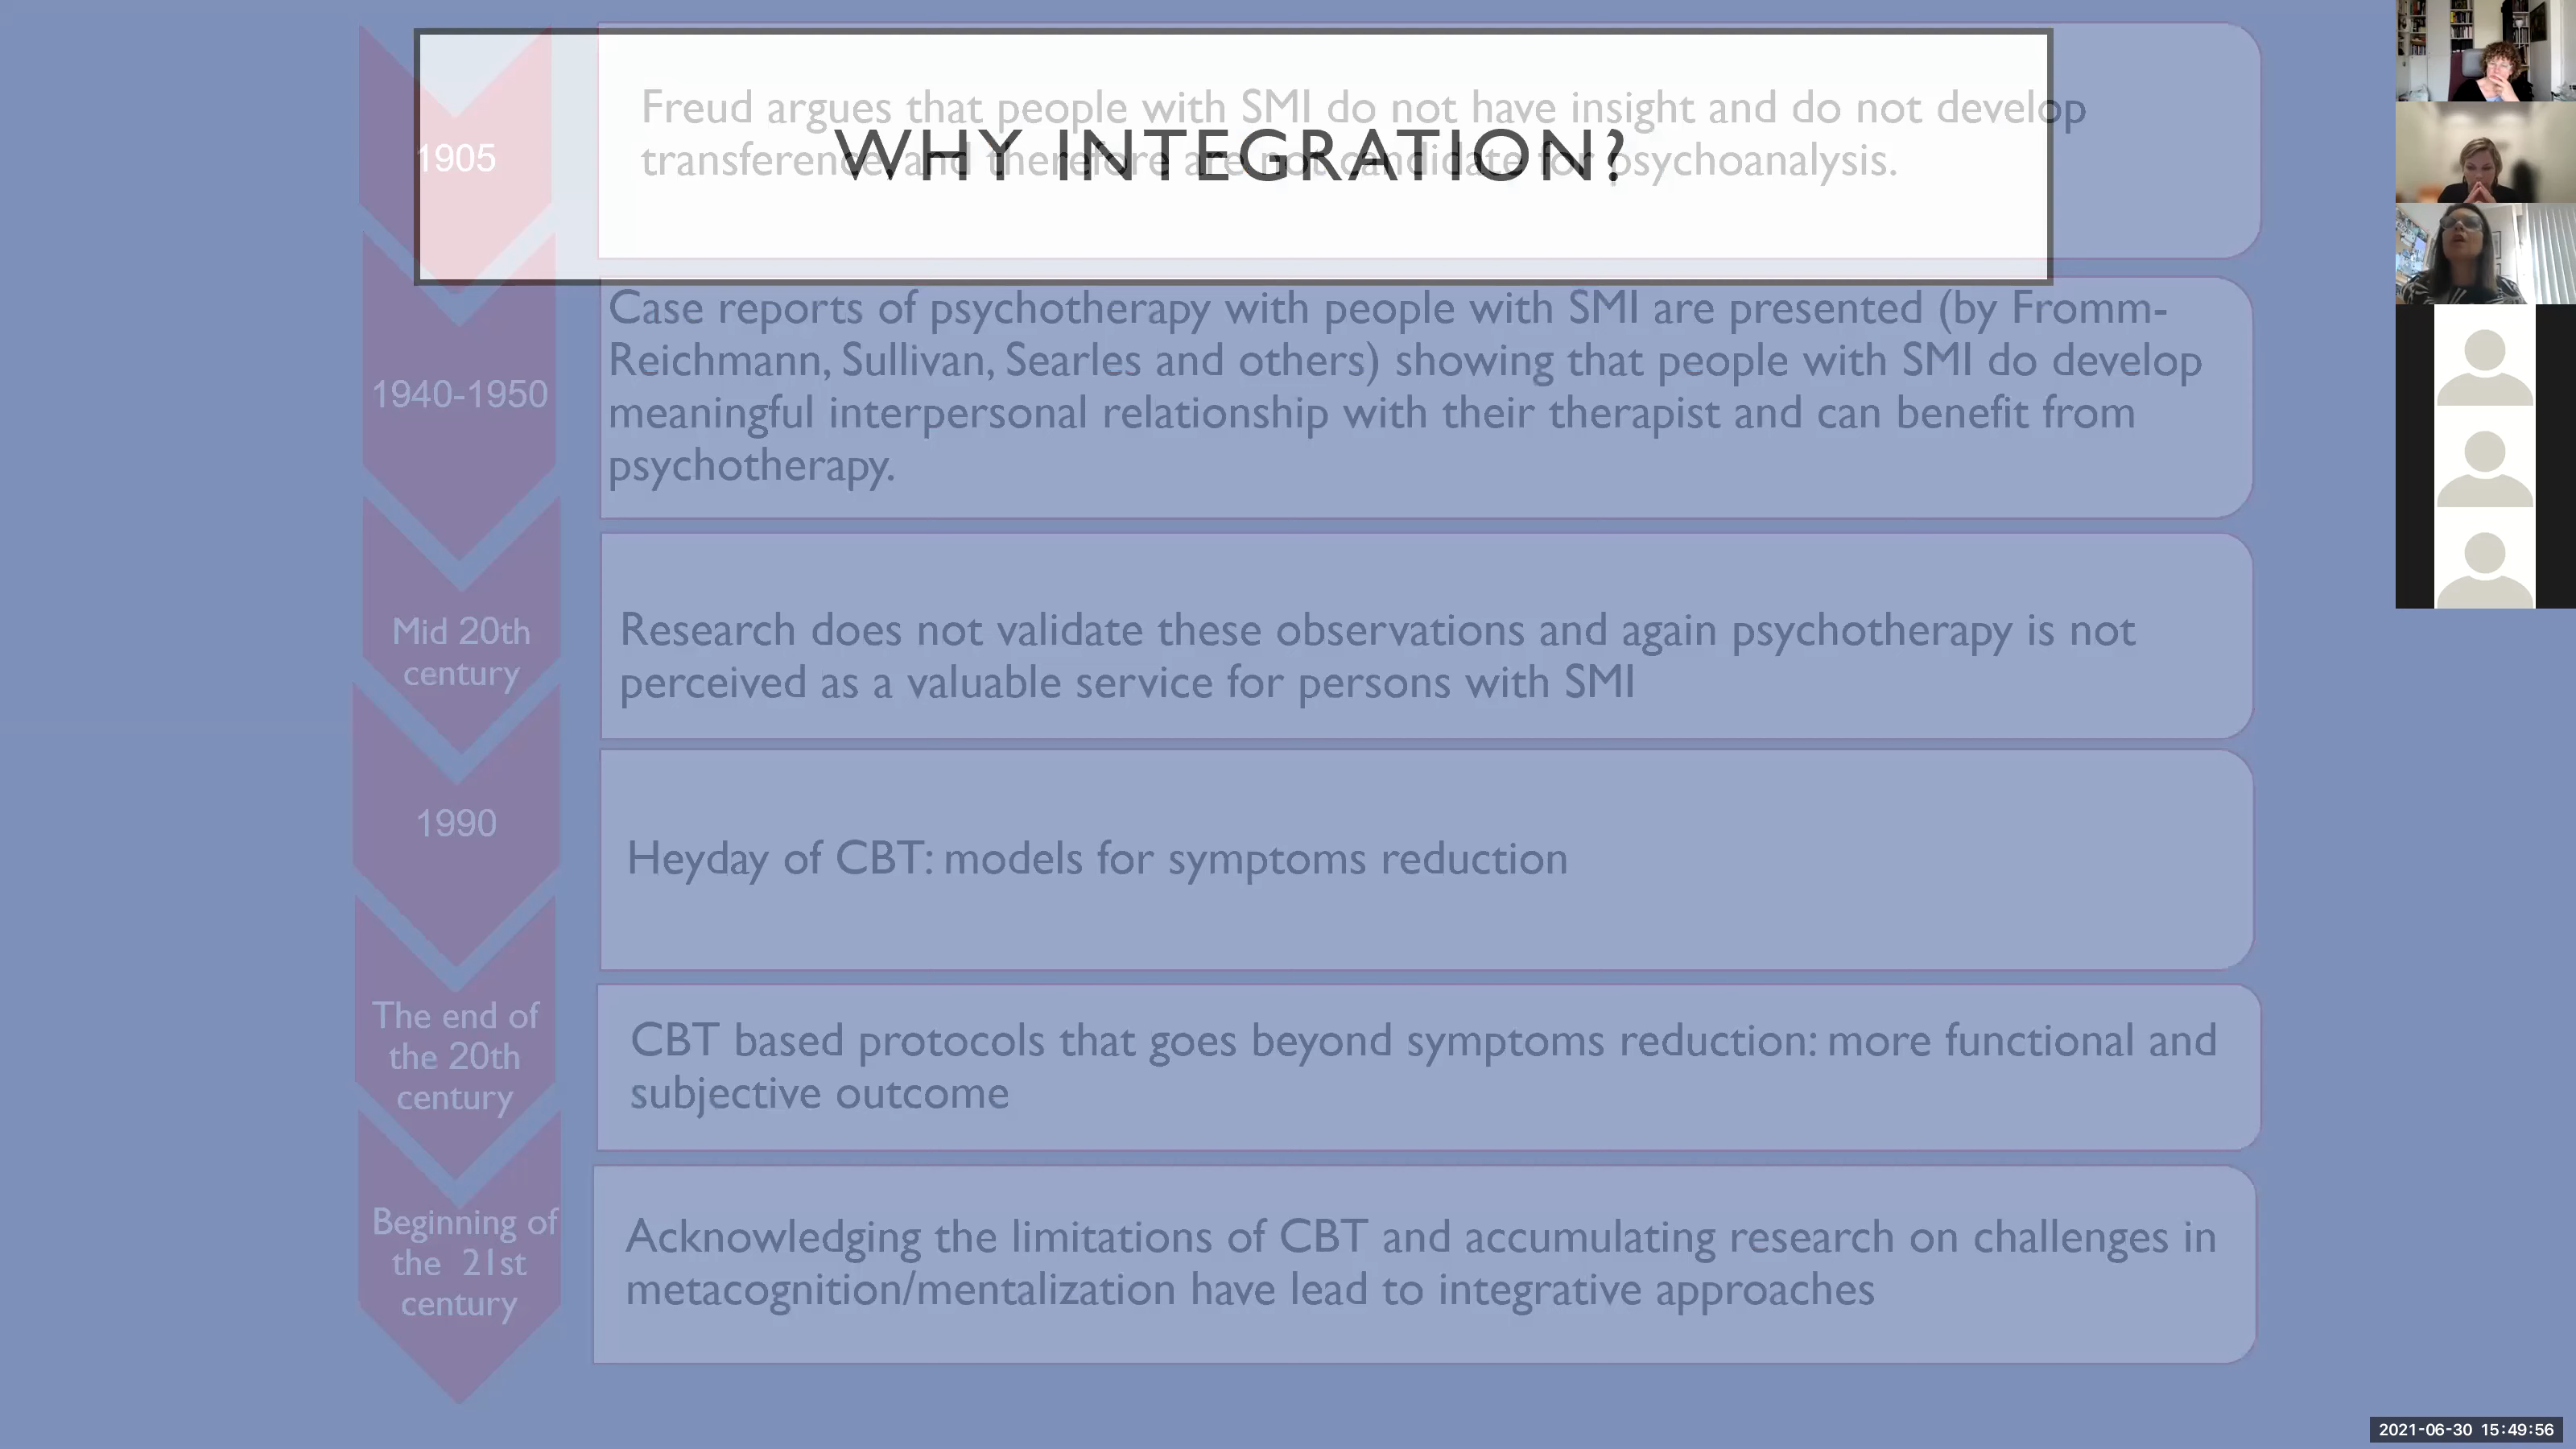 WHY INTEGRATION?
1905
Freud argues that people with SMI do not have insight and do not develop
transference and therefore are not candidate for psychoanalysis.
1940-1950
Case reports of psychotherapy with people with SMI are presented (by Fromm-
Reichmann, Sullivan, Searles and others) showing that people with SMI do develop
meaningful interpersonal relationship with their therapist and can benefit from
psychotherapy.
Mid 20th
century
Research does not validate these observations and again psychotherapy is not
perceived as a valuable service for persons with SMI
1990
Heyday of CBT: models for symptoms reduction
The end of
the 20th
century
CBT based protocols that goes beyond symptoms reduction: more functional and
subjective outcome
Beginning of
the 21st
century
Acknowledging the limitations of CBT and accumulating research on challenges in
metacognition/mentalization have lead to integrative approaches
2021-06-30 15:49:56